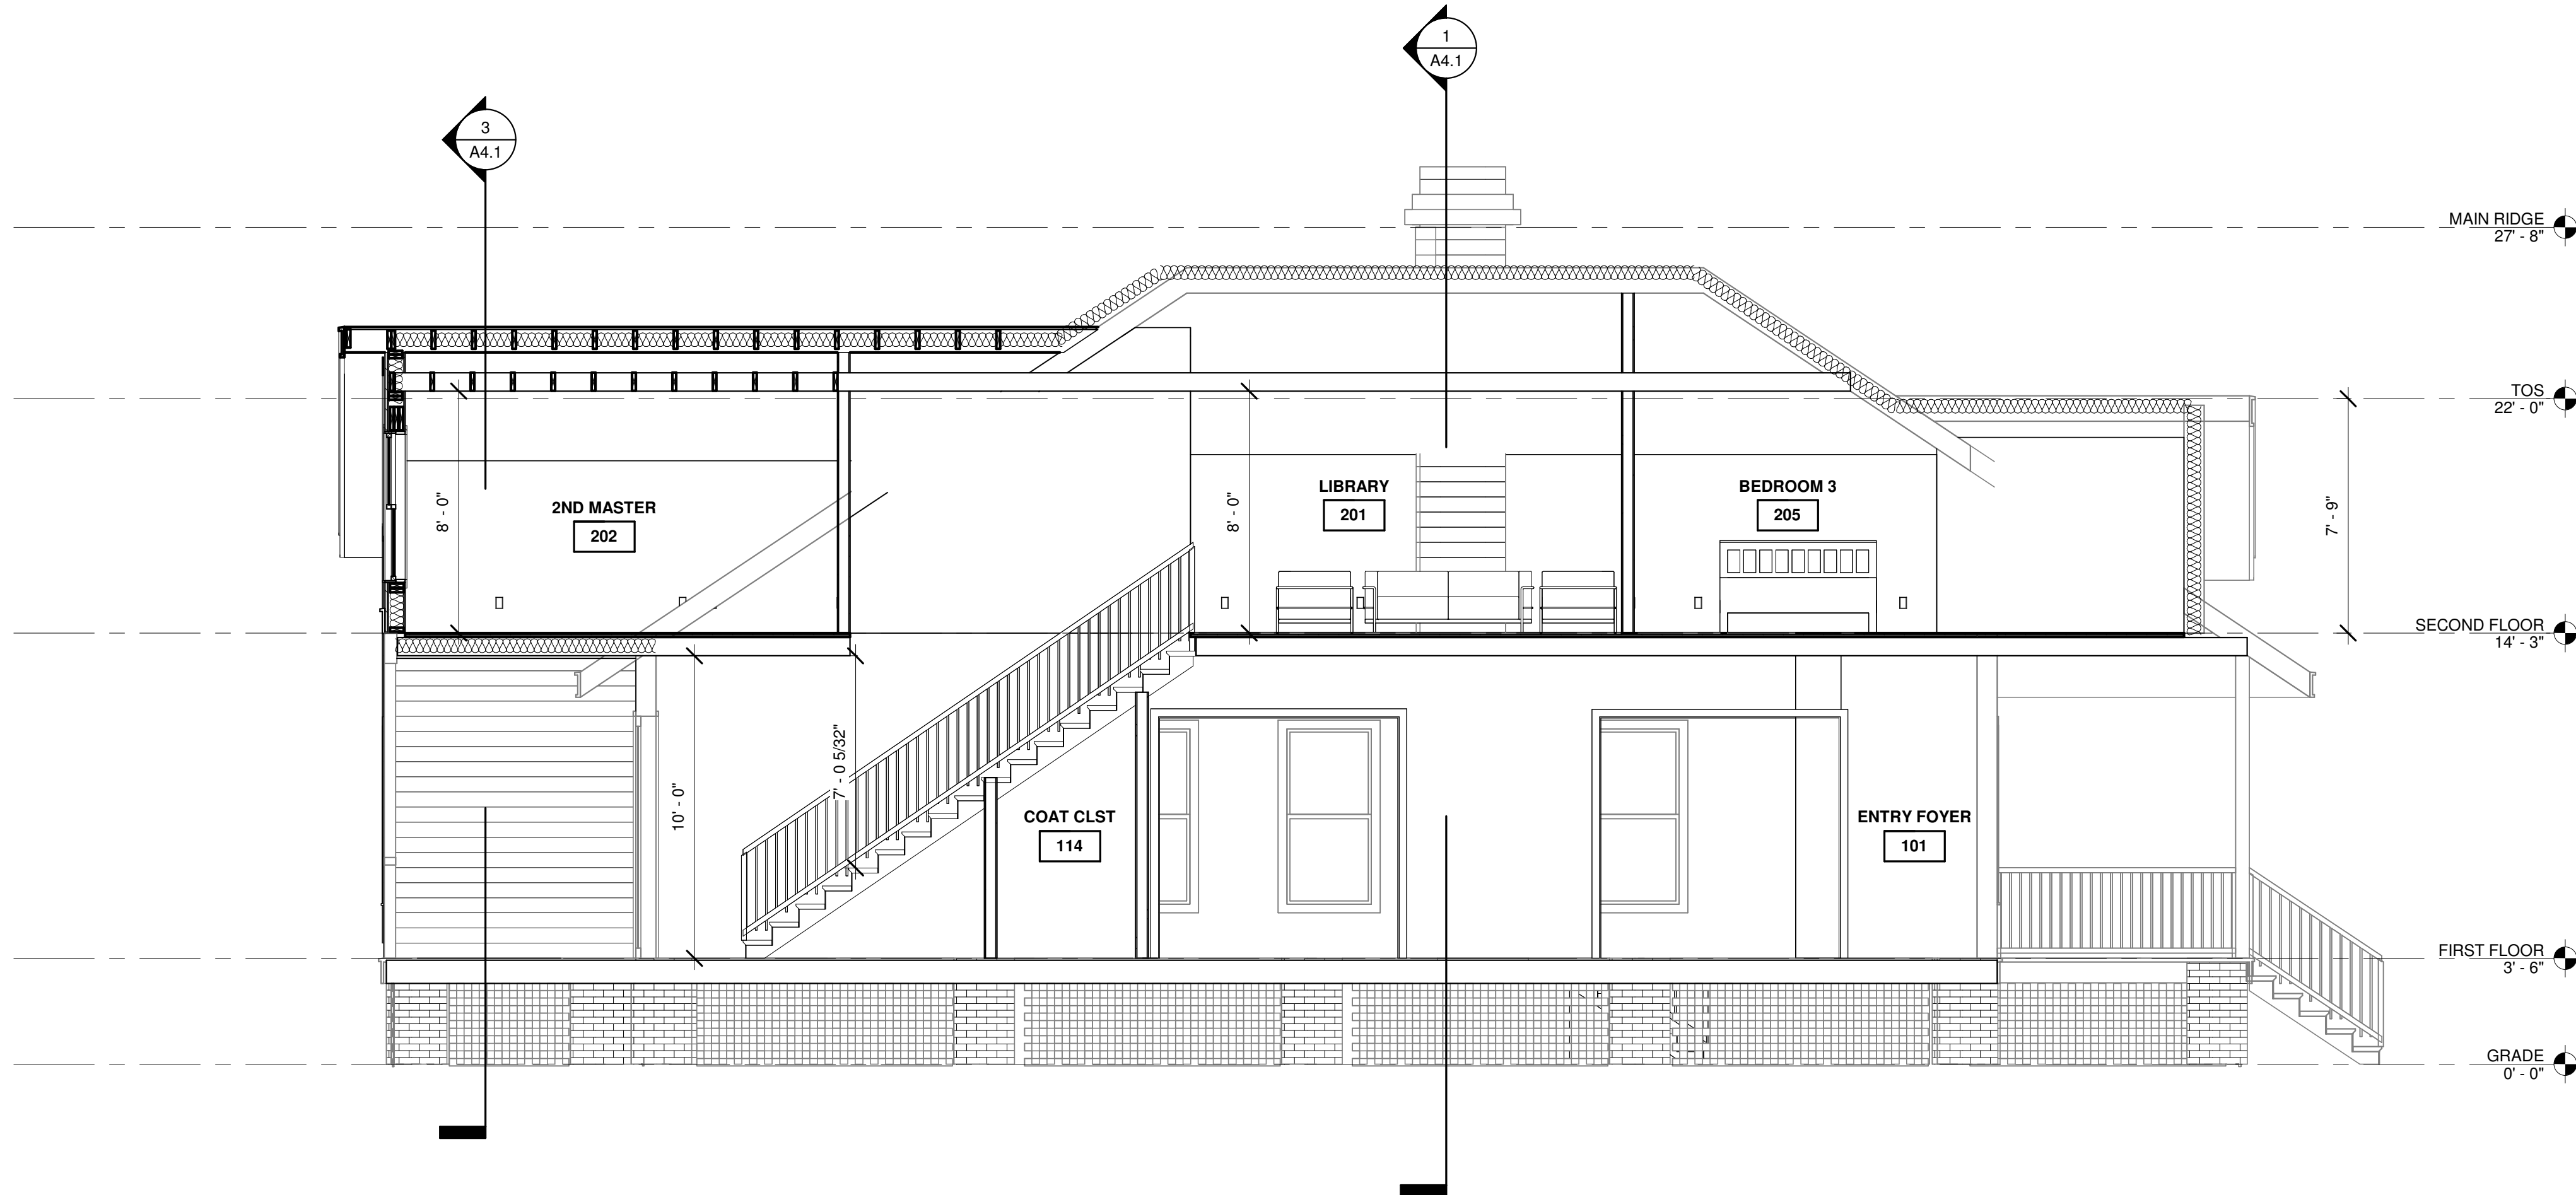 1
A4.1
3
A4.1
MAIN RIDGE
27' - 8"
TOS
22' - 0"
8' - 0"
2ND MASTER
202
8' - 0"
LIBRARY
201
BEDROOM 3
205
7' - 9"
SECOND FLOOR
14' - 3"
10' - 0"
7' - 0 5/32"
COAT CLST
114
ENTRY FOYER
101
FIRST FLOOR
3' - 6"
GRADE
0' - 0"